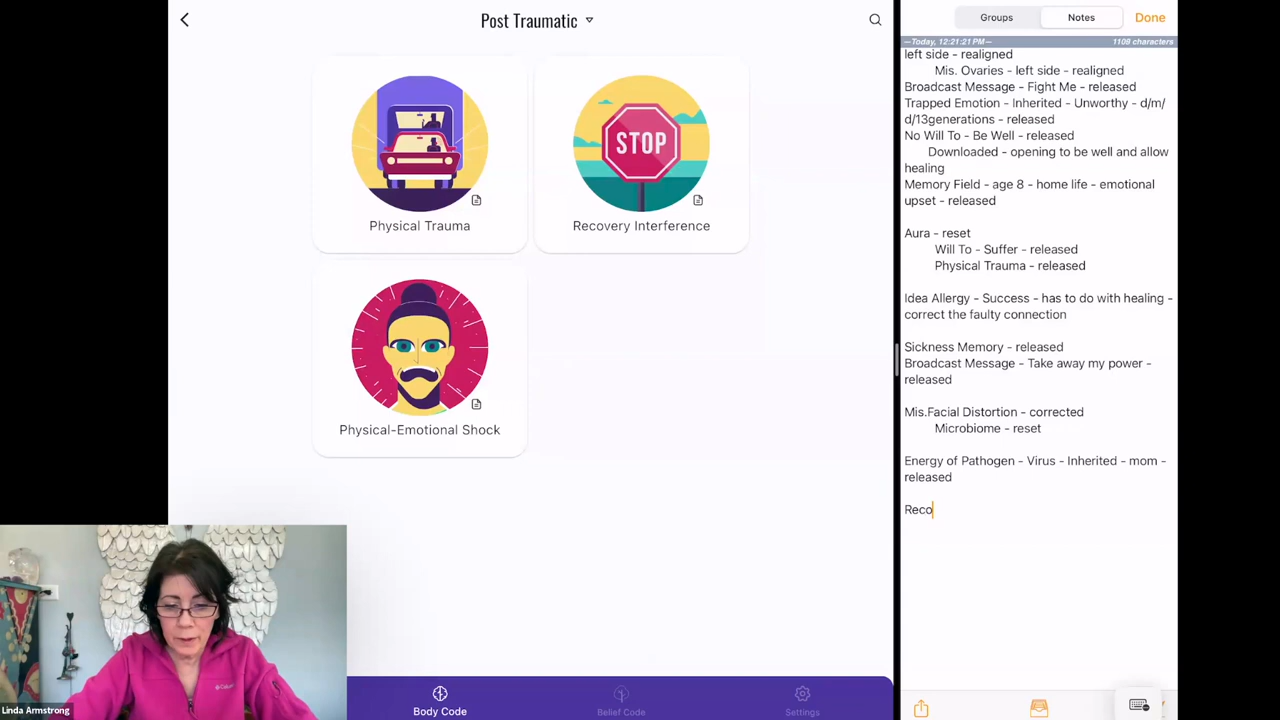 Post Traumatic
Physical Trauma
STOP
Recovery Interference
Physical-Emotional Shock
Linda Armstrong
Body Code
Belief Code
Settings
Groups
Notes
Done
—Today, 12:21:21 PM—
1108 characters
left side - realigned
Mis. Ovaries - left side - realigned
Broadcast Message - Fight Me - released
Trapped Emotion - Inherited - Unworthy - d/m/
d/13generations - released
No Will To - Be Well - released
Downloaded - opening to be well and allow
healing
Memory Field - age 8 - home life - emotional
upset - released
Aura - reset
Will To - Suffer - released
Physical Trauma - released
Idea Allergy - Success - has to do with healing -
correct the faulty connection
Sickness Memory - released
Broadcast Message - Take away my power -
released
Mis.Facial Distortion - corrected
Microbiome - reset
Energy of Pathogen - Virus - Inherited - mom -
released
Reco